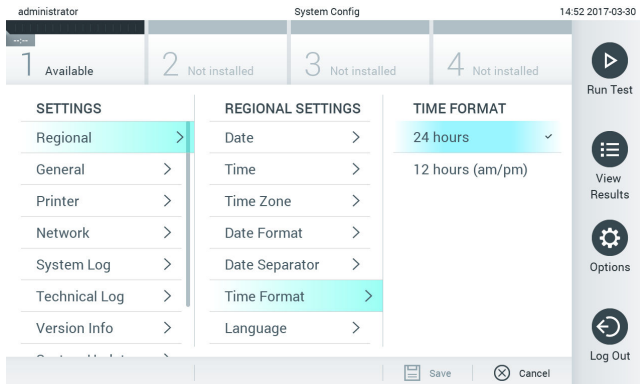 administrator
System Config
14:52 2017-03-30
--:--
1 Available
2 Not installed
3 Not installed
4 Not installed
SETTINGS
Regional
General
Printer
Network
System Log
Technical Log
Version Info
REGIONAL SETTINGS
Date
Time
Time Zone
Date Format
Date Separator
Time Format
Language
TIME FORMAT
24 hours
12 hours (am/pm)
Save
Cancel
Run Test
View
Results
Options
Log Out